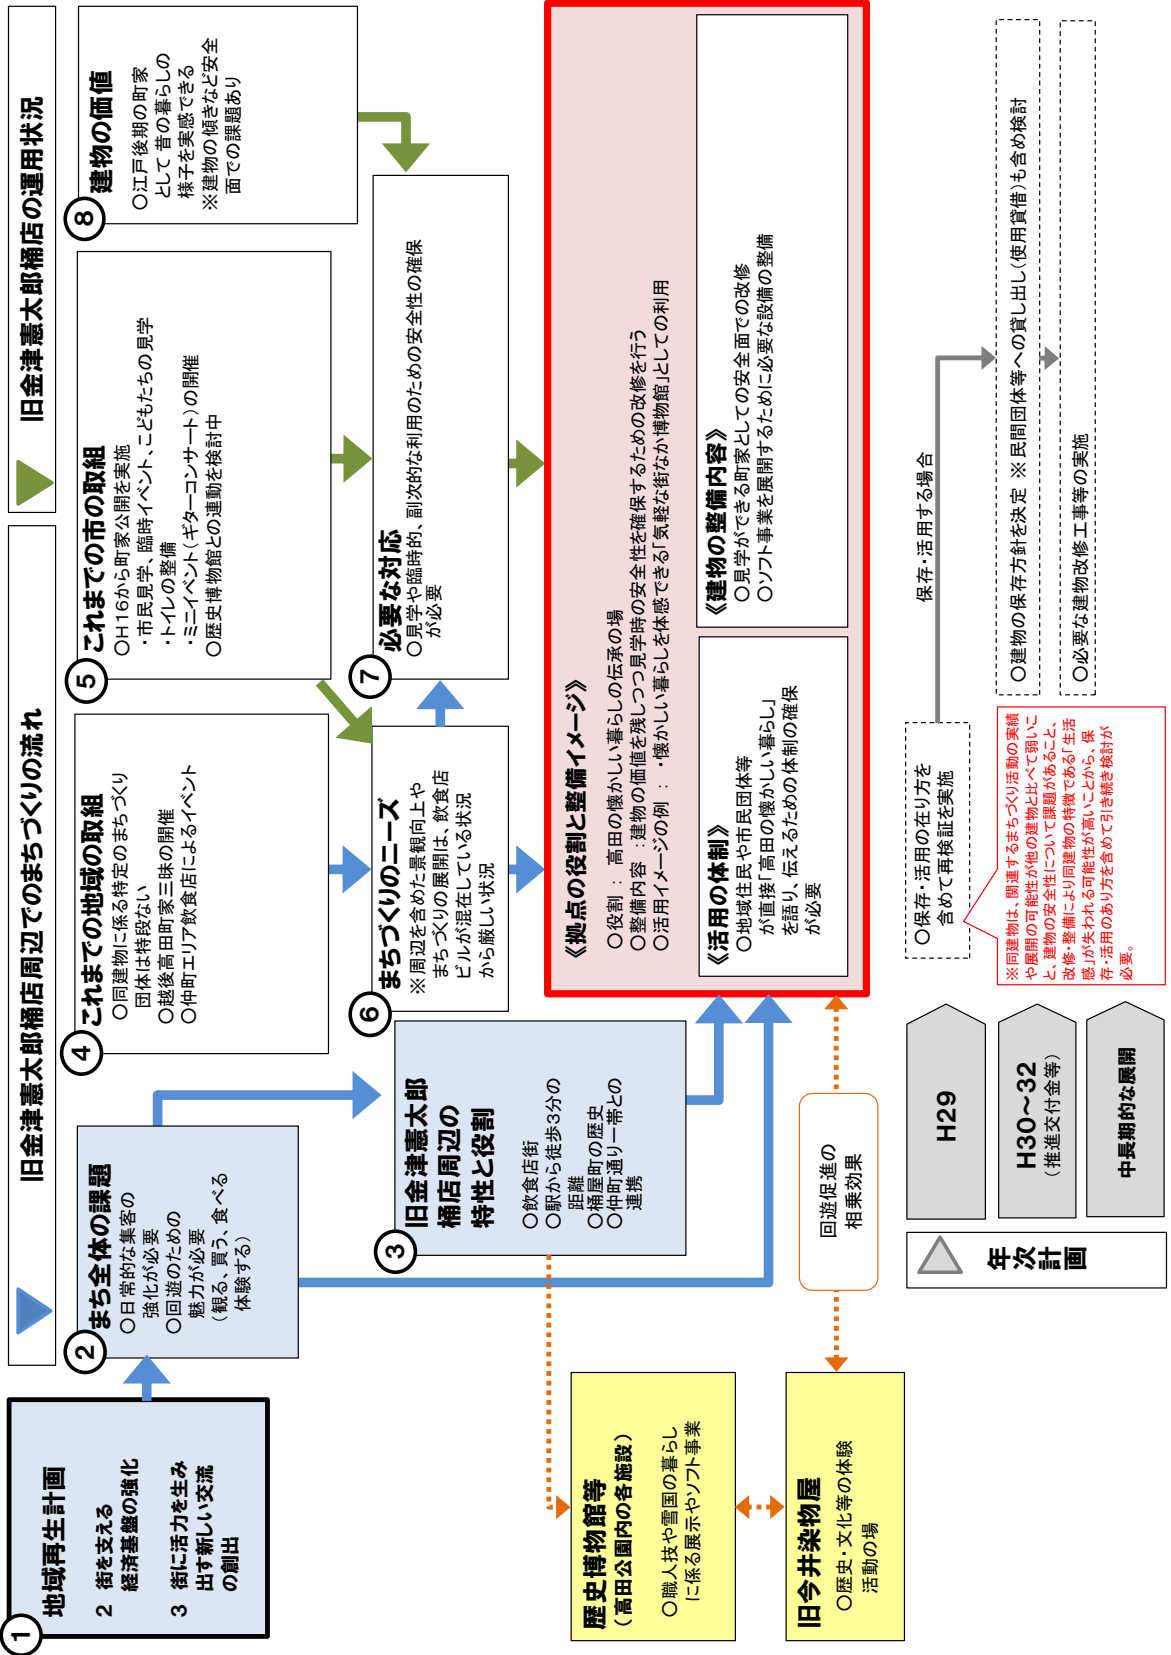 旧金津憲太郎桶店周辺でのまちづくりの流れ
旧金津憲太郎桶店の運用状況
①
地域再生計画
2 街を支える
経済基盤の強化
3 街に活力を生み
出す新しい交流
の創出
②
まち全体の課題
○日常的な集客の
強化が必要
○回遊のための
魅力が必要
(観る、買う、食べる
体験する)
④
これまでの地域の取組
○同建物に係る特定のまちづくり
団体は特段ない
○越後高田町家三昧の開催
○仲町エリア飲食店によるイベント
⑤
これまでの市の取組
○H16から町家公開を実施
・市民見学、臨時イベント、こどもたちの見学
・トイレの整備
・ミニイベント(ギターコンサート)の開催
○歴史博物館との連動を検討中
⑧
建物の価値
○江戸後期の町家
として 昔の暮らしの
様子を実感できる
※建物の傾きなど安全
面での課題あり
③
旧金津憲太郎
桶店周辺の
特性と役割
○飲食店街
○駅から徒歩3分の
距離
○桶屋町の歴史
○仲町通り一帯との
連携
⑥
まちづくりのニーズ
※周辺を含めた景観向上や
まちづくりの展開は、飲食店
ビルが混在している状況
から厳しい状況
⑦
必要な対応
○見学や臨時的、副次的な利用のための安全性の確保
が必要
《拠点の役割と整備イメージ》
○役割 : 高田の懐かしい暮らしの伝承の場
○整備内容 :建物の価値を残しつつ見学時の安全性を確保するための改修を行う
○活用イメージの例 : ・懐かしい暮らしを体感できる「気軽な街なか博物館」としての利用
《活用の体制》
○地域住民や市民団体等
が直接「高田の懐かしい暮らし」
を語り、伝えるための体制の確保
が必要
《建物の整備内容》
○見学ができる町家としての安全面での改修
○ソフト事業を展開するために必要な設備の整備
歴史博物館等
(高田公園内の各施設)
○職人技や雪国の暮らし
に係る展示やソフト事業
旧今井染物屋
○歴史・文化等の体験
活動の場
回遊促進の
相乗効果
年次計画
H29
H30～32
(推進交付金等)
中長期的な展開
○保存・活用の在り方を
含めて再検証を実施
保存・活用する場合
※同建物は、関連するまちづくり活動の実績
や展開の可能性が他の建物と比べて弱いこ
と、建物の安全性について課題があること、
改修・整備により同建物の特徴である「生活
感」が失われる可能性が高いことから、保
存・活用のあり方を含めて引き続き検討が
必要。
○建物の保存方針を決定 ※民間団体等への貸し出し(使用貸借)も含め検討
○必要な建物改修工事等の実施